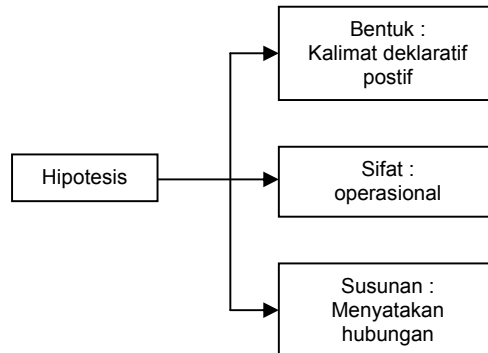 Bentuk :
Kalimat deklaratif
postif
Hipotesis
Sifat :
operasional
Susunan :
Menyatakan
hubungan